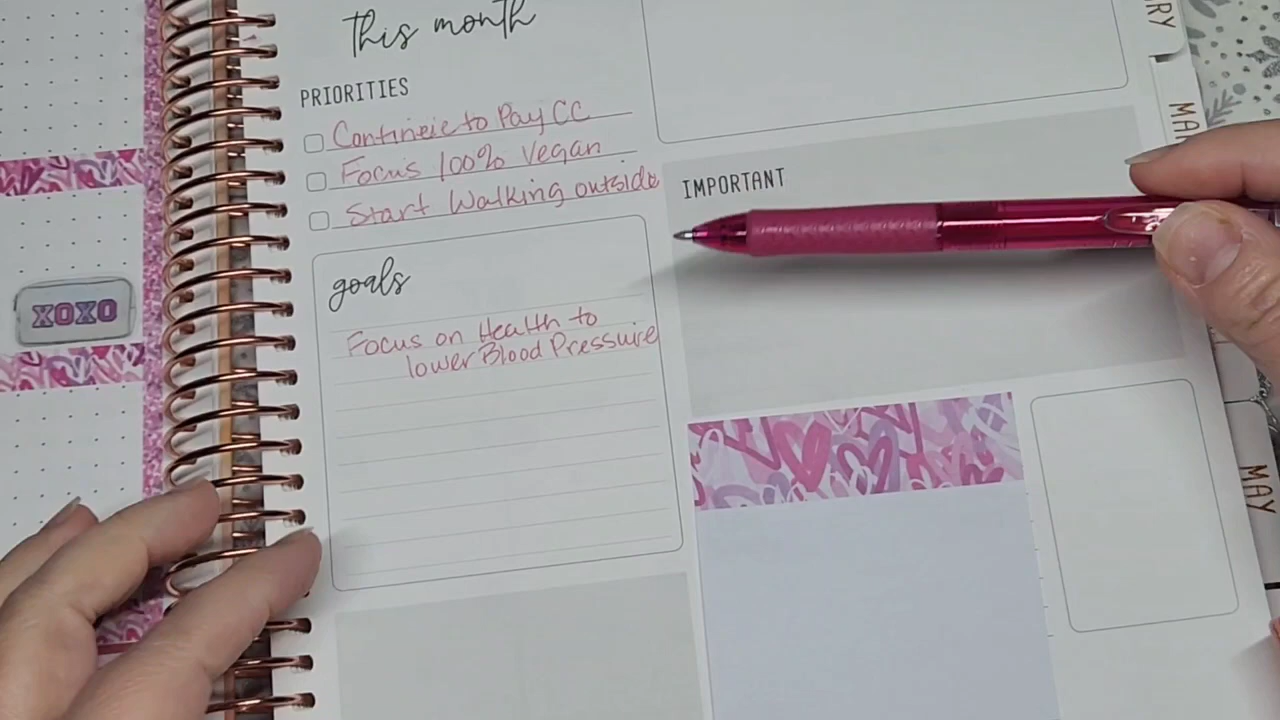 this month
PRIORITIES
Continue to Pay CC
Focus 100% Vegan
Start Walking outside
goals
Focus on Health to
lower Blood Pressure
IMPORTANT
XOXO
MAY